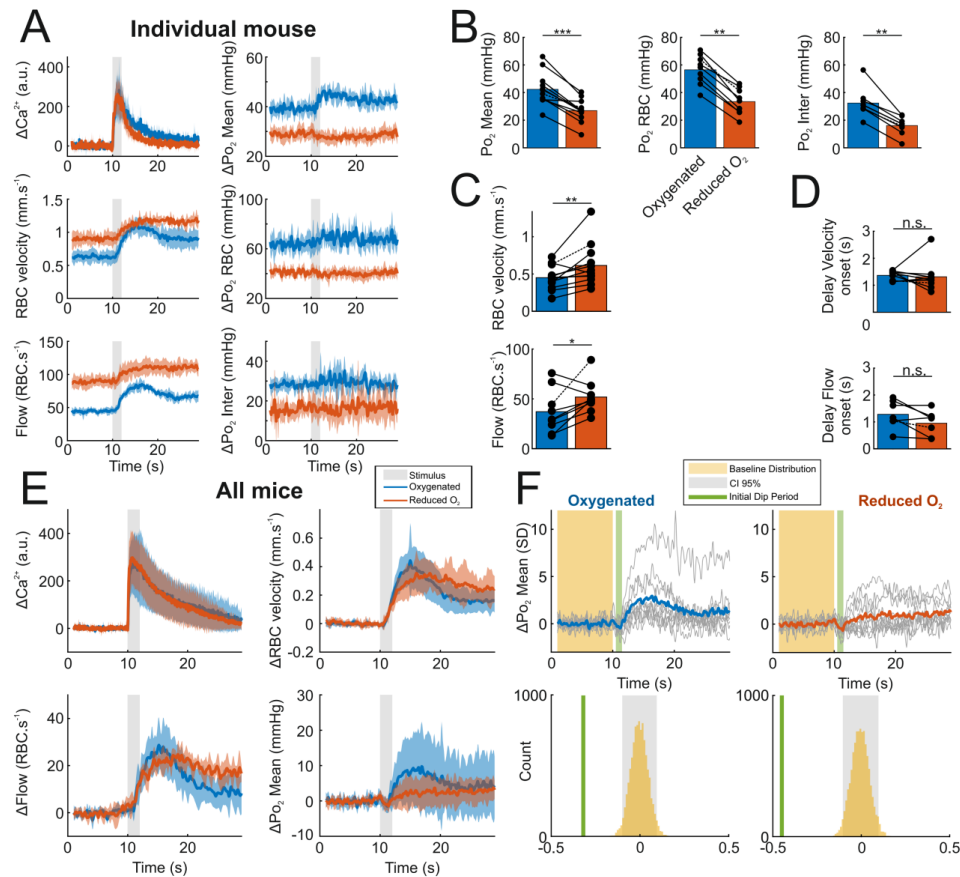 A
Individual mouse
ΔCa²⁺ (a.u.)
400
200
0
0 10 20
ΔPo₂ Mean (mmHg)
60
40
20
0 10 20
RBC velocity (mm.s⁻¹)
1.5
1
0.5
0
0 10 20
ΔPo₂ RBC (mmHg)
100
80
60
40
0 10 20
Flow (RBC.s⁻¹)
150
100
50
0
0 10 20
Time (s)
ΔPo₂ Inter (mmHg)
40
20
0
0 10 20
Time (s)
B
Po₂ Mean (mmHg)
80
60
40
20
0
***
Po₂ RBC (mmHg)
80
60
40
20
0
**
Oxygenated
Reduced O₂
Po₂ Inter (mmHg)
80
60
40
20
0
**
C
RBC velocity (mm.s⁻¹)
1
0.5
0
**
Flow (RBC.s⁻¹)
100
50
0
*
D
Delay Velocity
onset (s)
3
2
1
0
n.s.
Delay Flow
onset (s)
3
2
1
0
n.s.
E
All mice
Stimulus
Oxygenated
Reduced O₂
ΔCa²⁺ (a.u.)
400
200
0
0 10 20
Time (s)
ΔRBC velocity (mm.s⁻¹)
0.6
0.4
0.2
0
-0.2
0 10 20
Time (s)
ΔFlow (RBC.s⁻¹)
40
20
0
0 10 20
Time (s)
ΔPo₂ Mean (mmHg)
30
20
10
0
-10
0 10 20
Time (s)
F
Baseline Distribution
CI 95%
Initial Dip Period
Oxygenated
Reduced O₂
ΔPo₂ Mean (SD)
10
5
0
0 10 20
Time (s)
10
5
0
0 10 20
Time (s)
Count
1000
0
-0.5 0 0.5
1000
0
-0.5 0 0.5